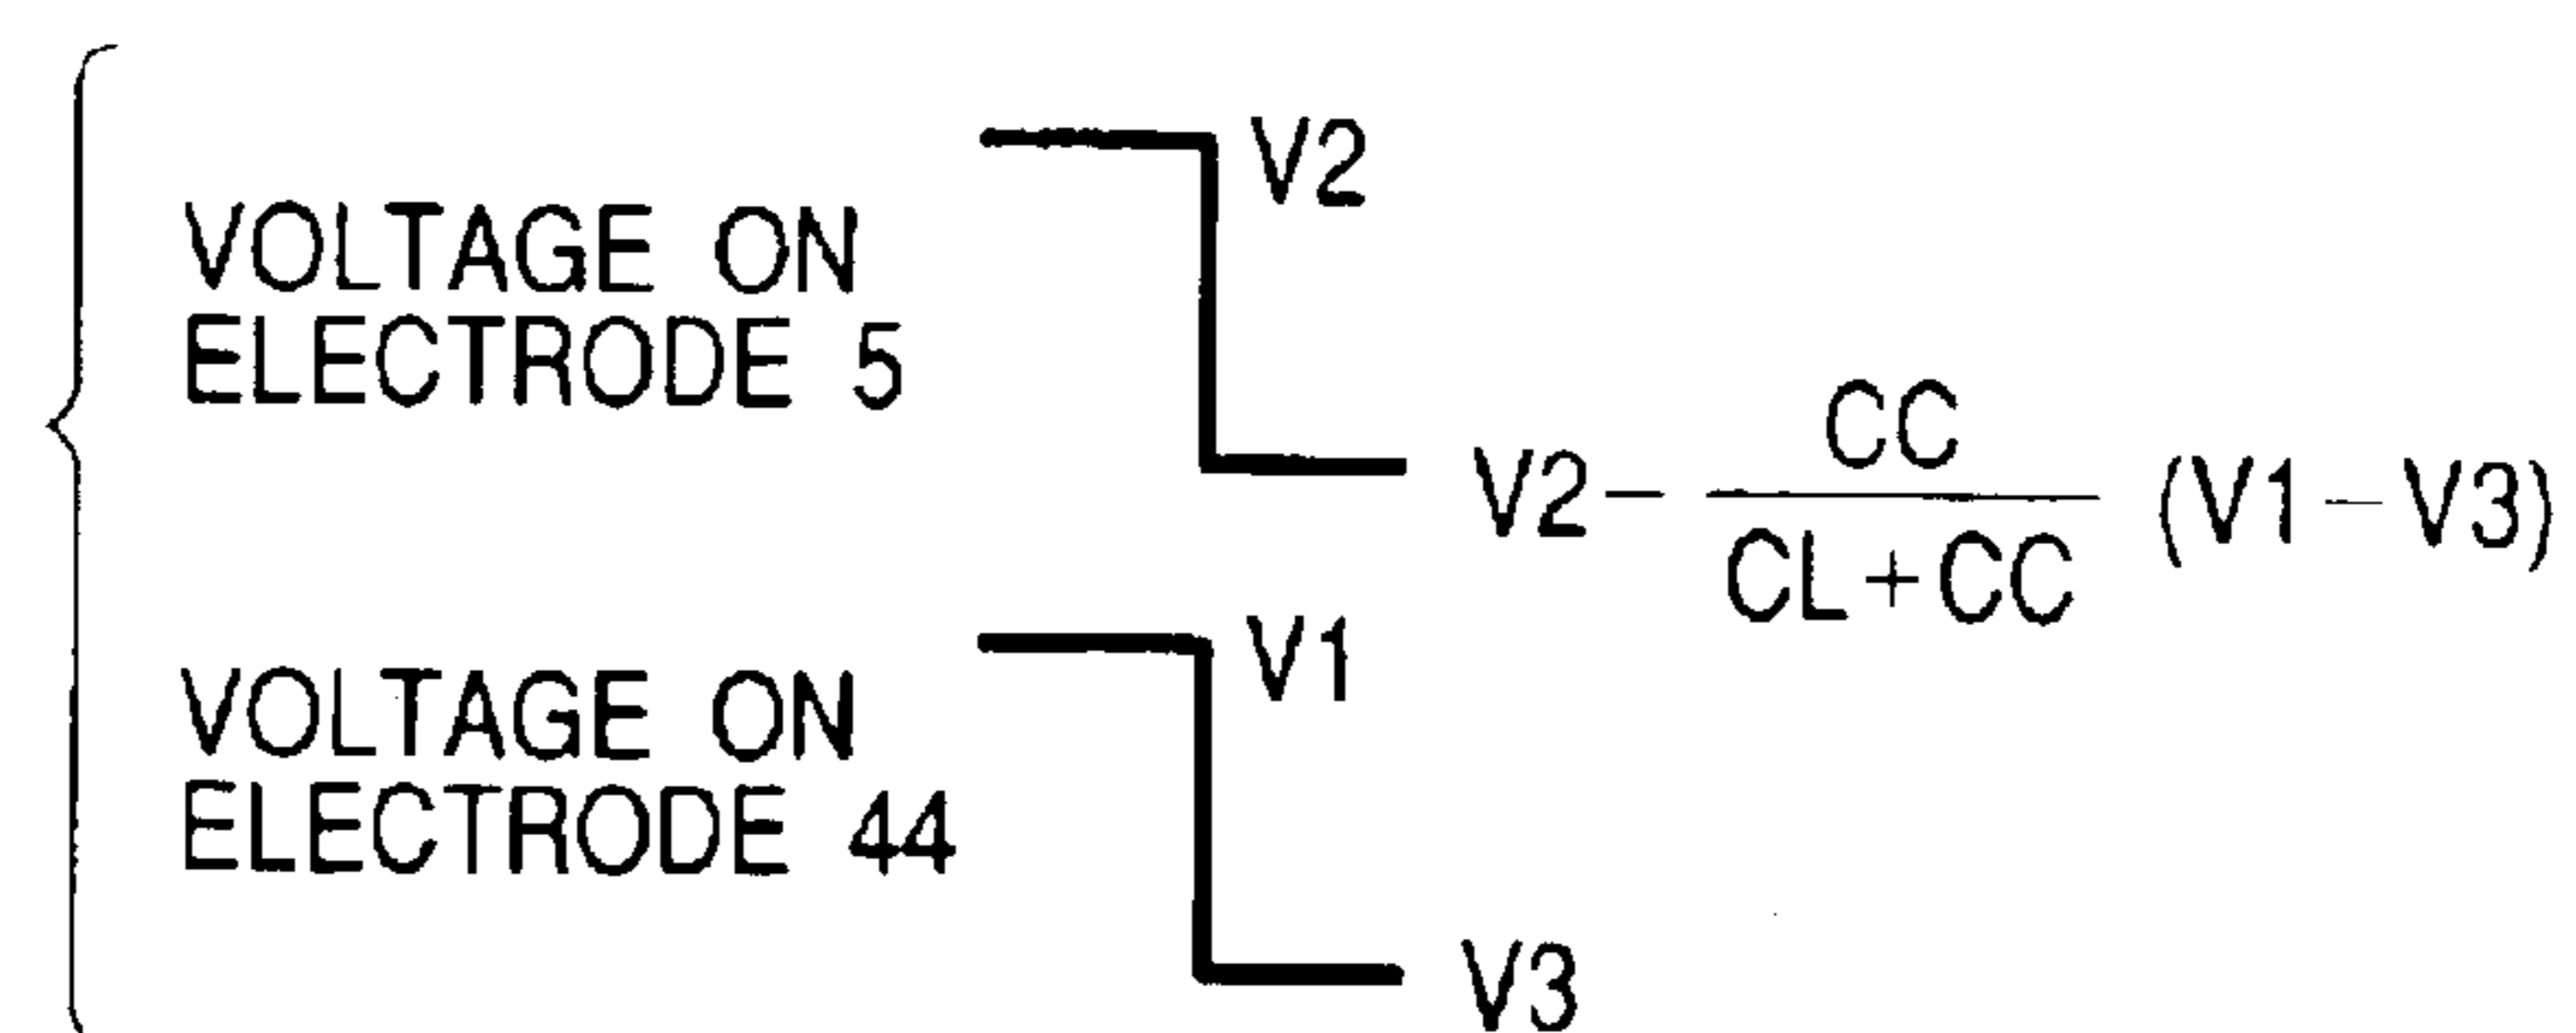 V2
VOLTAGE ON
ELECTRODE 5
V2 − CC / CL+CC (V1−V3)
V1
VOLTAGE ON
ELECTRODE 44
V3